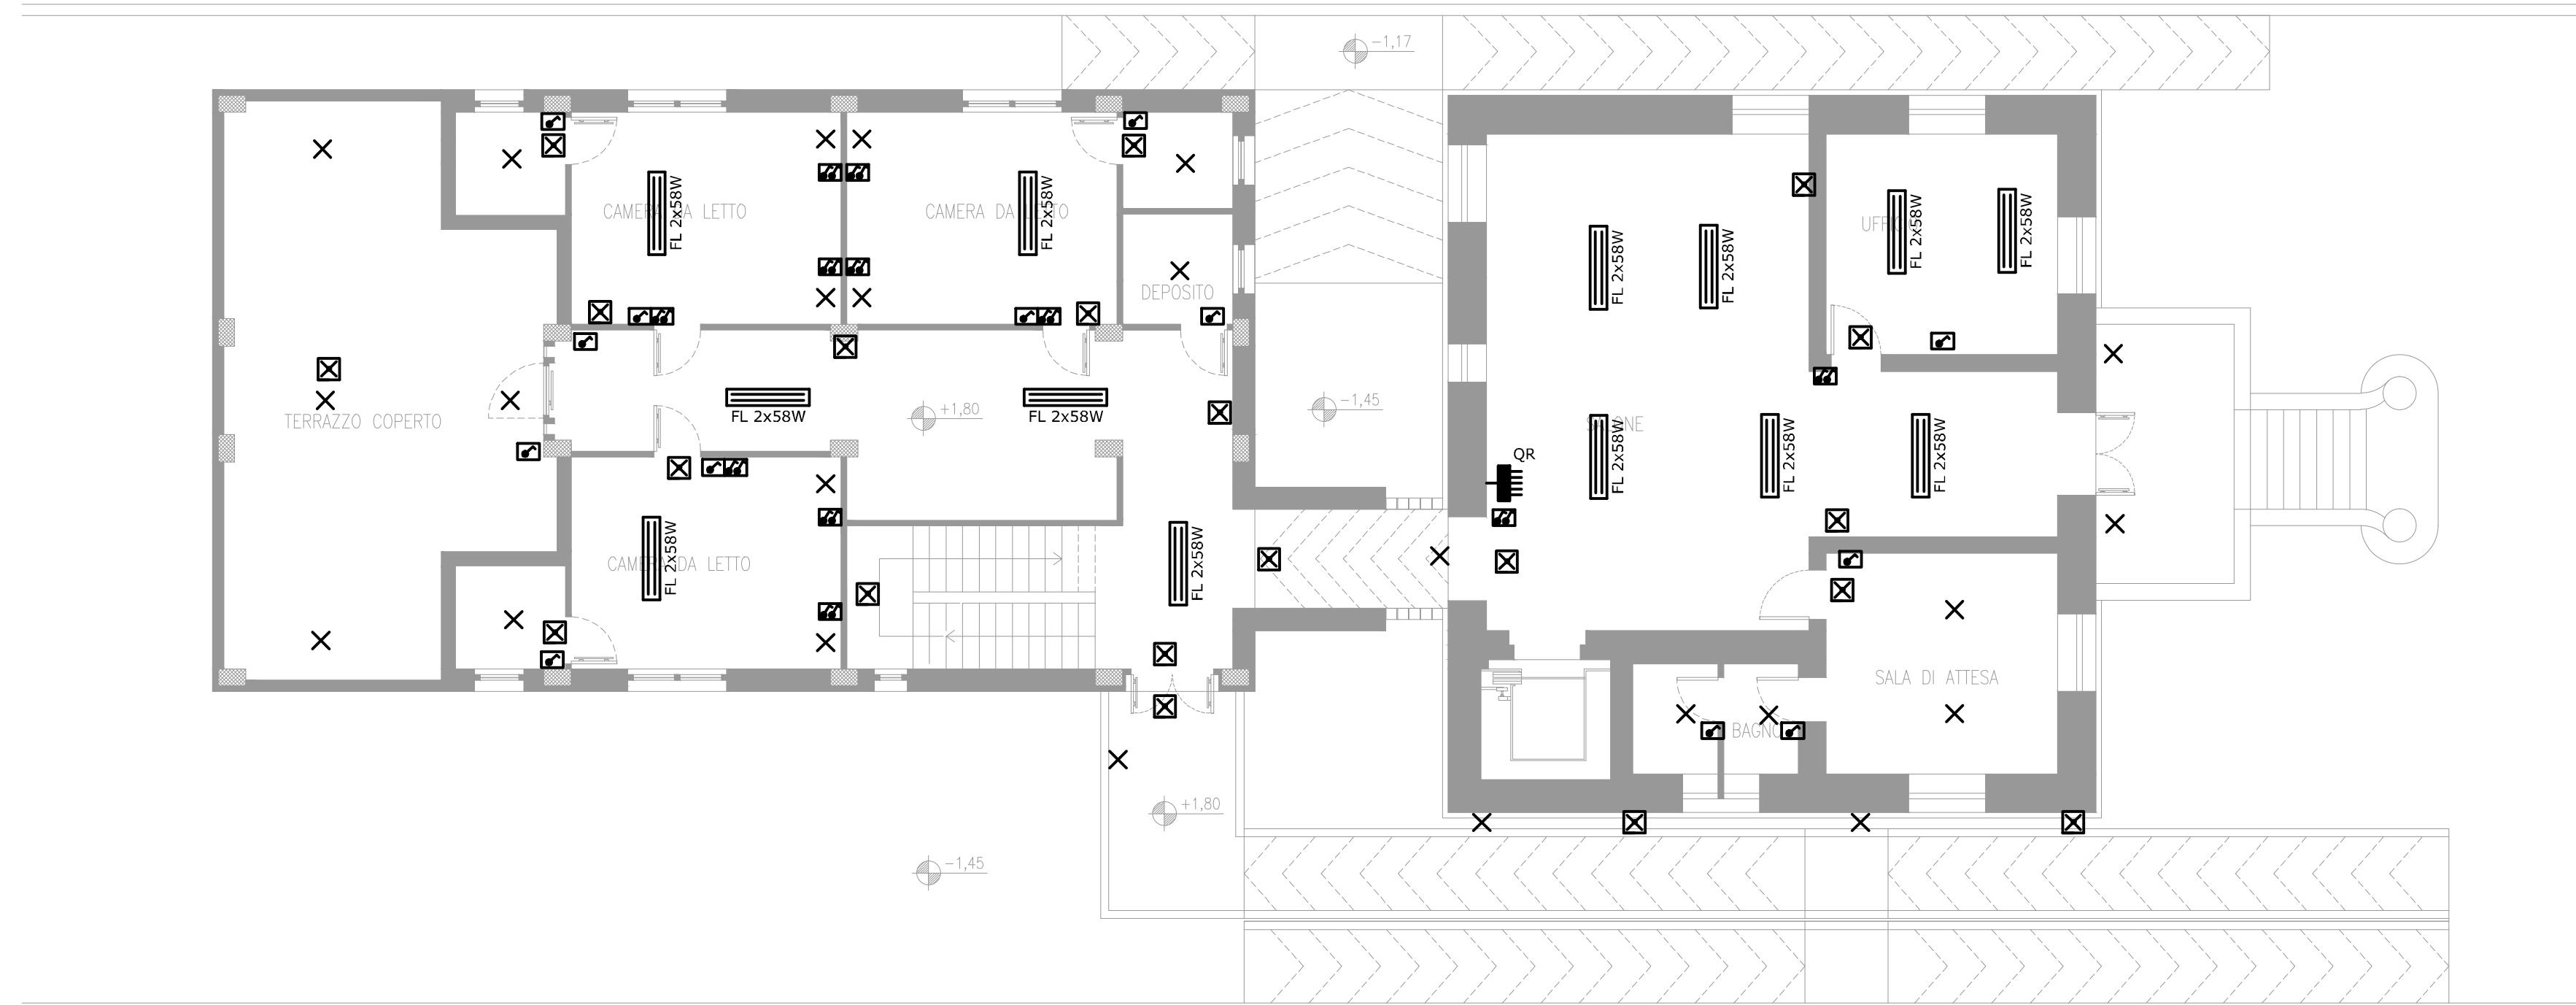 -1,17
CAMERA DA LETTO
FL 2x58W
CAMERA DA LETTO
FL 2x58W
UFFICIO
FL 2x58W
FL 2x58W
FL 2x58W
FL 2x58W
DEPOSITO
TERRAZZO COPERTO
FL 2x58W
+1,80
FL 2x58W
-1,45
SALONE
FL 2x58W
FL 2x58W
FL 2x58W
QR
CAMERA DA LETTO
FL 2x58W
FL 2x58W
SALA DI ATTESA
BAGNO
+1,80
-1,45